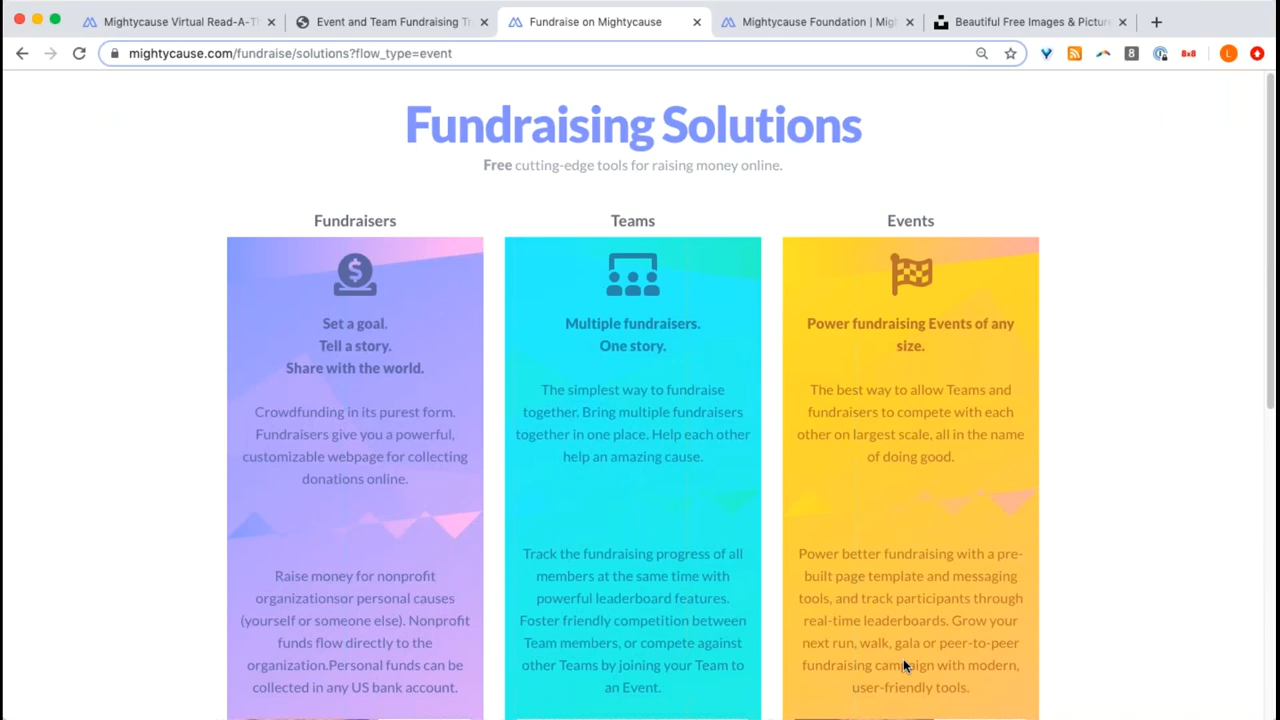 Mightycause Virtual Read-A-Th
Event and Team Fundraising Tr
Fundraise on Mightycause
Mightycause Foundation | Migh
Beautiful Free Images & Pictur
mightycause.com/fundraise/solutions?flow_type=event
8
8x8
L
Fundraising Solutions
Free cutting-edge tools for raising money online.
Fundraisers
Set a goal.
Tell a story.
Share with the world.
Crowdfunding in its purest form.
Fundraisers give you a powerful,
customizable webpage for collecting
donations online.
Raise money for nonprofit
organizationsor personal causes
(yourself or someone else). Nonprofit
funds flow directly to the
organization.Personal funds can be
collected in any US bank account.
Teams
Multiple fundraisers.
One story.
The simplest way to fundraise
together. Bring multiple fundraisers
together in one place. Help each other
help an amazing cause.
Track the fundraising progress of all
members at the same time with
powerful leaderboard features.
Foster friendly competition between
Team members, or compete against
other Teams by joining your Team to
an Event.
Events
Power fundraising Events of any
size.
The best way to allow Teams and
fundraisers to compete with each
other on largest scale, all in the name
of doing good.
Power better fundraising with a pre-
built page template and messaging
tools, and track participants through
real-time leaderboards. Grow your
next run, walk, gala or peer-to-peer
fundraising campaign with modern,
user-friendly tools.